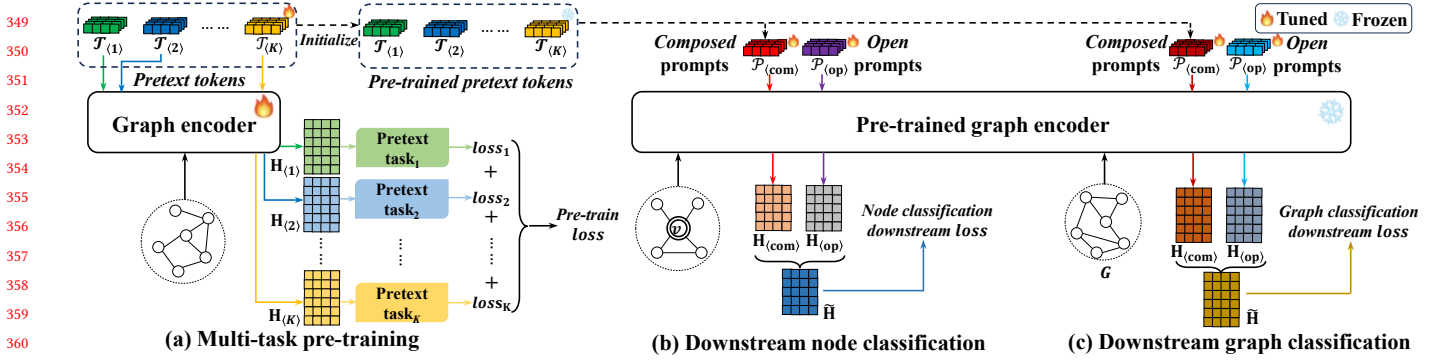 349
350
351
352
353
354
355
356
357
358
359
360
𝒯⟨1⟩ 𝒯⟨2⟩ ...... 𝒯⟨K⟩
Pretext tokens
Initialize
𝒯⟨1⟩ 𝒯⟨2⟩ ...... 𝒯⟨K⟩
Pre-trained pretext tokens
Graph encoder
H⟨1⟩
Pretext
task1
loss1
+
H⟨2⟩
Pretext
task2
loss2
+
⋮ ⋮ ⋮
+
H⟨K⟩
Pretext
taskK
lossK
Pre-train
loss
(a) Multi-task pre-training
Composed
prompts
𝒫⟨com⟩
Open
prompts
𝒫⟨op⟩
Pre-trained graph encoder
v
H⟨com⟩ H⟨op⟩
H̃
Node classification
downstream loss
(b) Downstream node classification
Tuned Frozen
Composed
prompts
𝒫⟨com⟩
Open
prompts
𝒫⟨op⟩
G
H⟨com⟩ H⟨op⟩
H̃
Graph classification
downstream loss
(c) Downstream graph classification